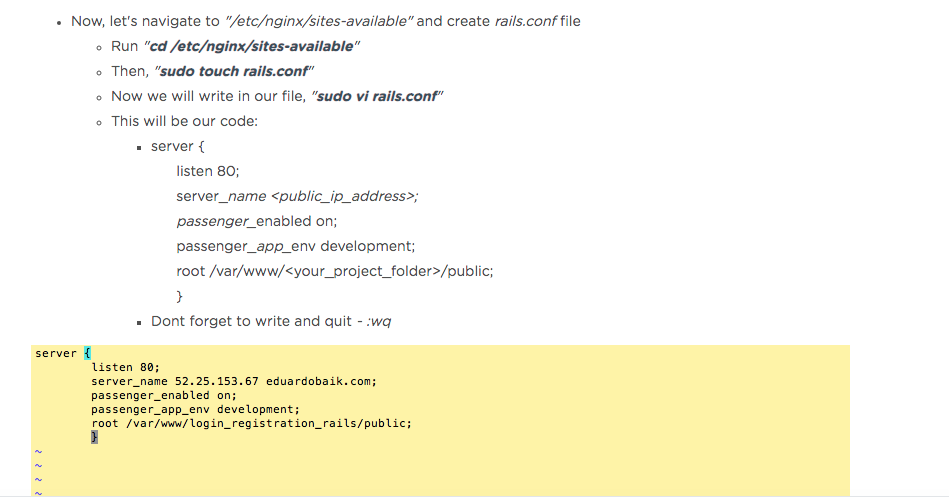 Now, let's navigate to "/etc/nginx/sites-available" and create rails.conf file
Run "cd /etc/nginx/sites-available"
Then, "sudo touch rails.conf"
Now we will write in our file, "sudo vi rails.conf"
This will be our code:
server {
listen 80;
server_name <public_ip_address>;
passenger_enabled on;
passenger_app_env development;
root /var/www/<your_project_folder>/public;
}
Dont forget to write and quit - :wq
server {
listen 80;
server_name 52.25.153.67 eduardobaik.com;
passenger_enabled on;
passenger_app_env development;
root /var/www/login_registration_rails/public;
}
~
~
~
~